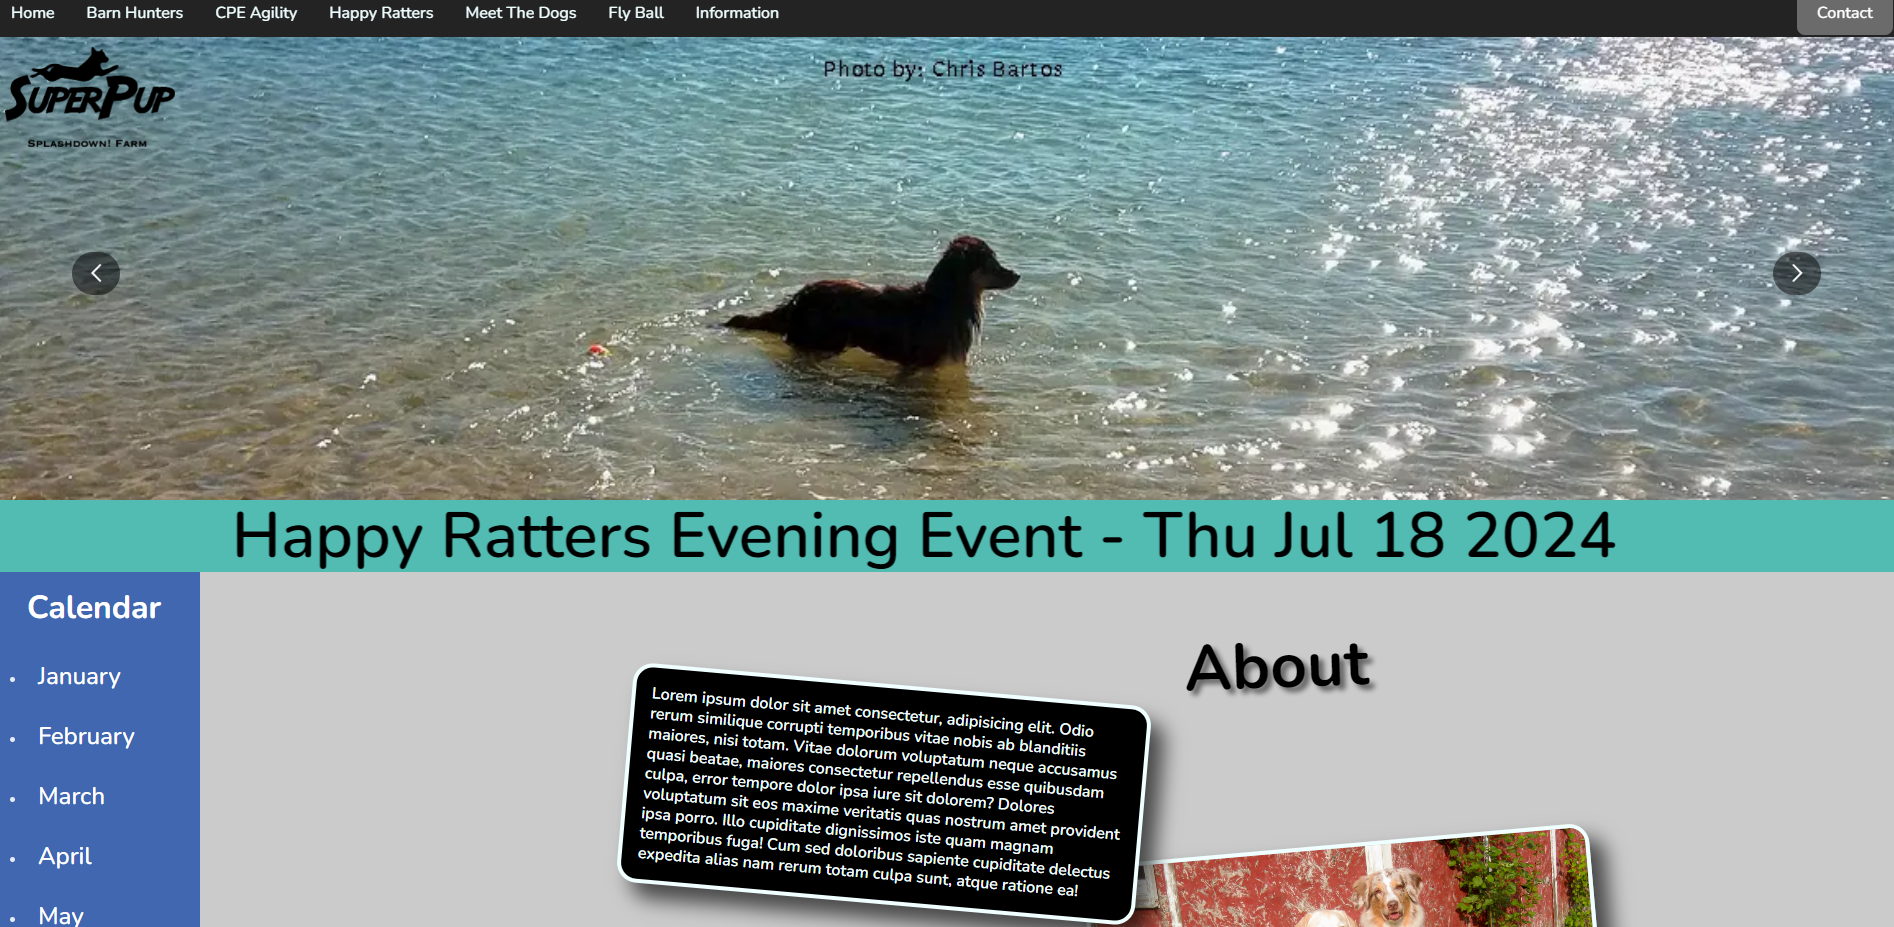 Home Barn Hunters CPE Agility Happy Ratters Meet The Dogs Fly Ball Information Contact
Photo by: Chris Bartos
SUPERPUP
SPLASHDOWN! FARM
Happy Ratters Evening Event - Thu Jul 18 2024
Calendar
January
February
March
April
May
About
Lorem ipsum dolor sit amet consectetur, adipisicing elit. Odio
rerum similique corrupti temporibus vitae nobis ab blanditiis
maiores, nisi totam. Vitae dolorum voluptatum neque accusamus
quasi beatae, maiores consectetur repellendus esse quibusdam
culpa, error tempore dolor ipsa iure sit dolorem? Dolores
voluptatum sit eos maxime veritatis quas nostrum amet provident
ipsa porro. Illo cupiditate dignissimos iste quam magnam
temporibus fuga! Cum sed doloribus sapiente cupiditate delectus
expedita alias nam rerum totam culpa sunt, atque ratione ea!